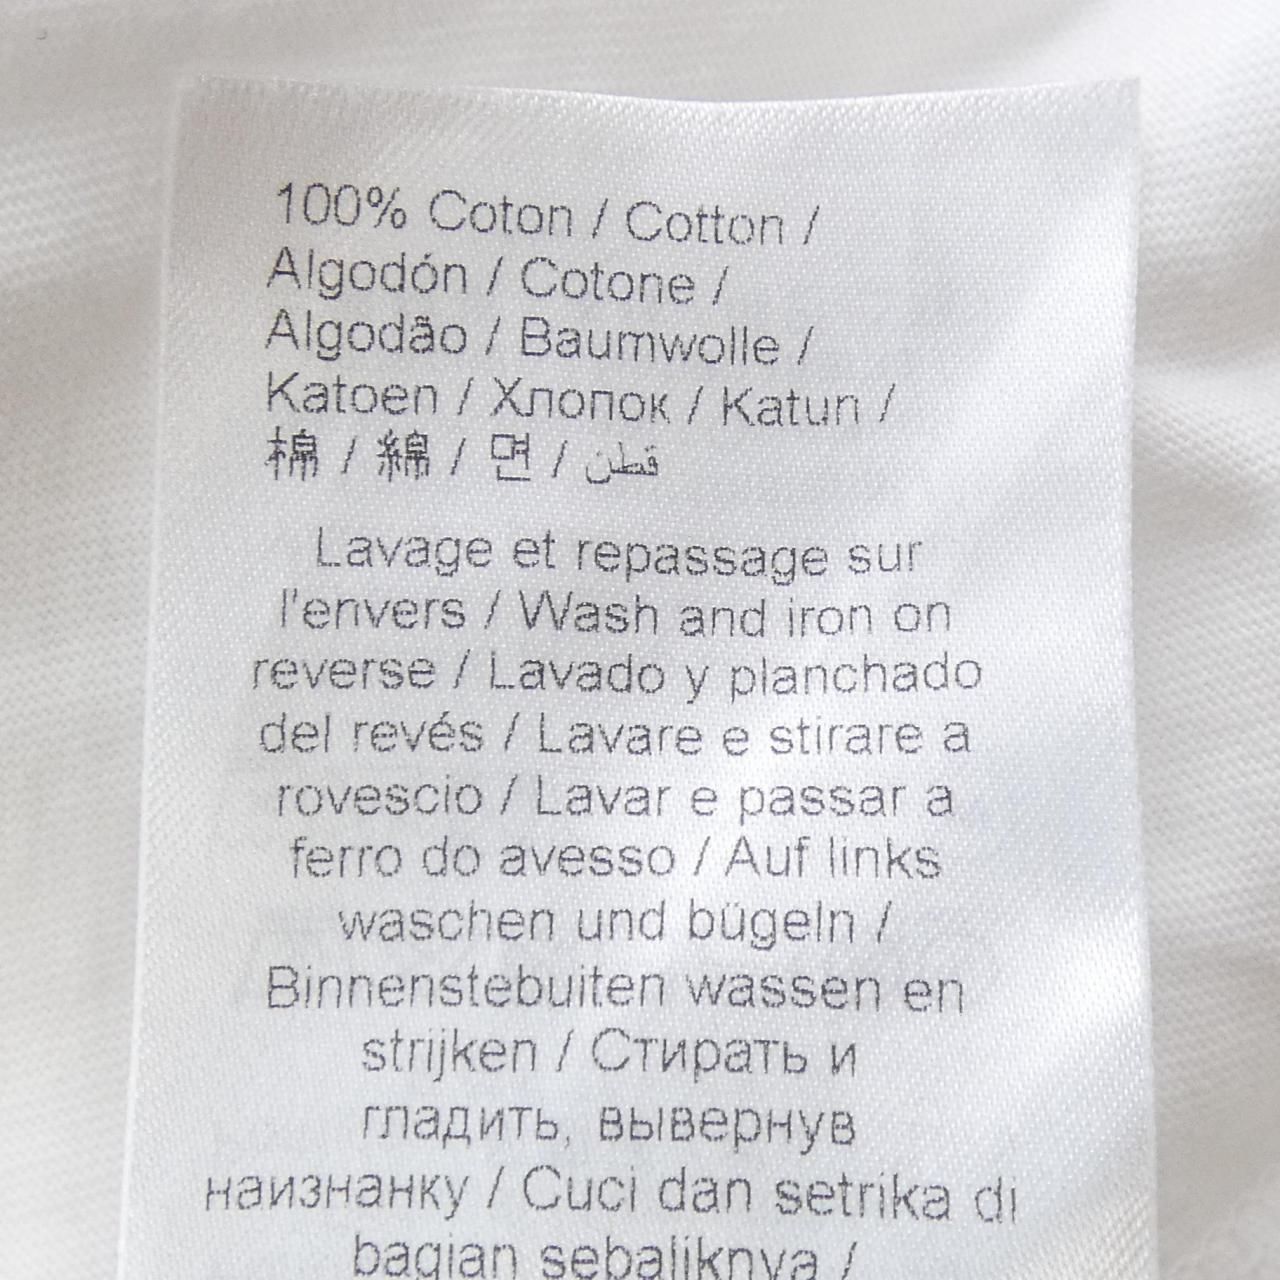 100% Coton / Cotton /
Algodón / Cotone /
Algodão / Baumwolle /
Katoen / Хлопок / Katun /
棉 / 綿 / 면 / قطن
Lavage et repassage sur
l'envers / Wash and iron on
reverse / Lavado y planchado
del revés / Lavare e stirare a
rovescio / Lavar e passar a
ferro do avesso / Auf links
waschen und bügeln /
Binnenstebuiten wassen en
strijken / Стирать и
гладить, вывернув
наизнанку / Cuci dan setrika di
bagian sebaliknya /